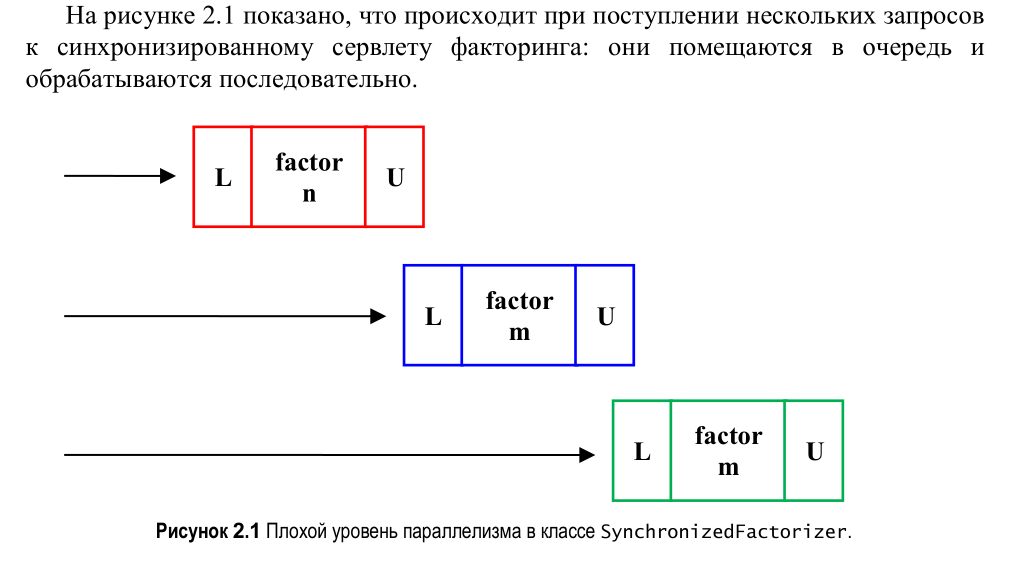 На рисунке 2.1 показано, что происходит при поступлении нескольких запросов
к синхронизированному сервлету факторинга: они помещаются в очередь и
обрабатываются последовательно.
L
factor
n
U
L
factor
m
U
L
factor
m
U
Рисунок 2.1 Плохой уровень параллелизма в классе SynchronizedFactorizer.